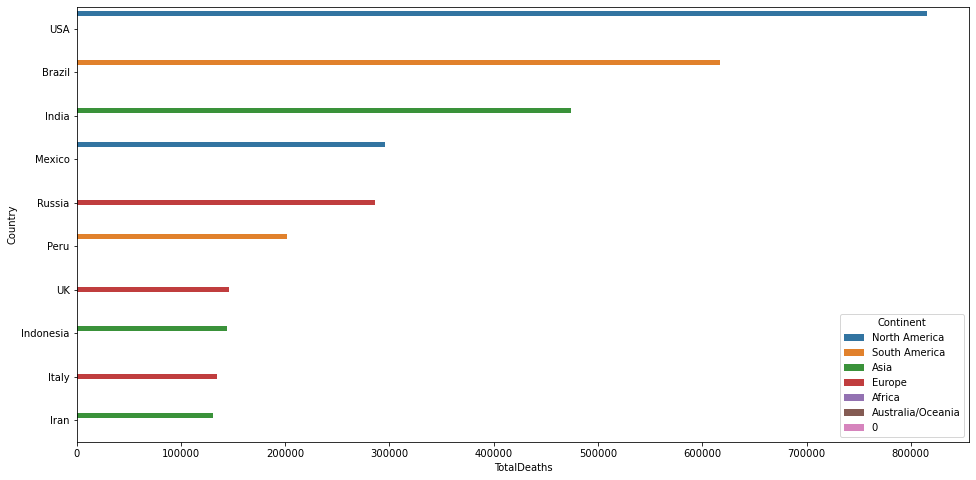 USA
Brazil
India
Mexico
Russia
Peru
UK
Indonesia
Italy
Iran
Country
0 100000 200000 300000 400000 500000 600000 700000 800000
TotalDeaths
Continent
North America
South America
Asia
Europe
Africa
Australia/Oceania
0